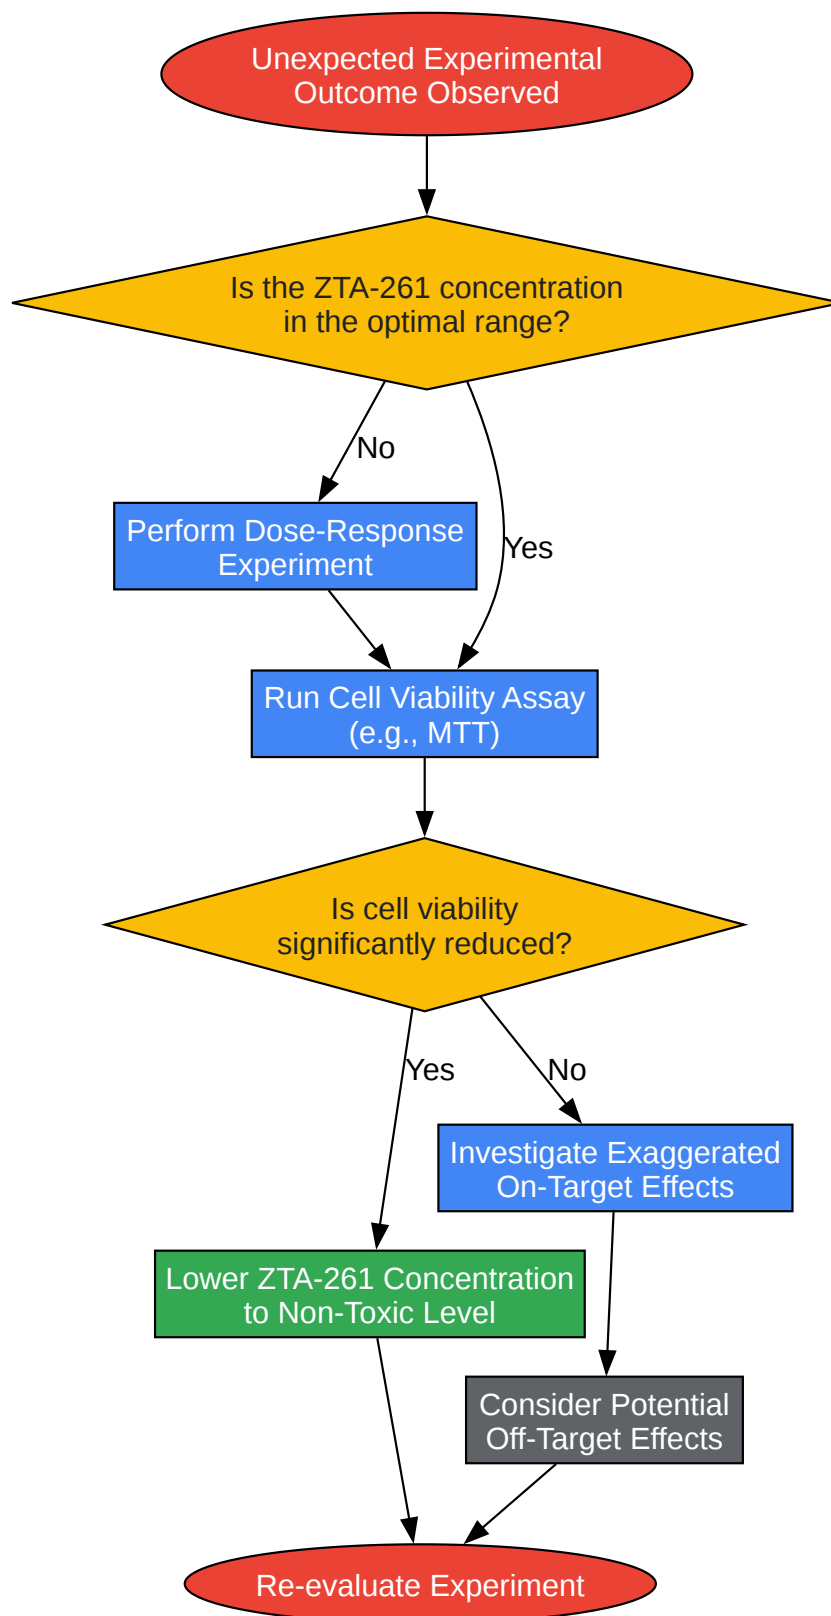 Unexpected Experimental
Outcome Observed
Is the ZTA-261 concentration
in the optimal range?
No
Perform Dose-Response
Experiment
Yes
Run Cell Viability Assay
(e.g., MTT)
Is cell viability
significantly reduced?
Yes
No
Investigate Exaggerated
On-Target Effects
Lower ZTA-261 Concentration
to Non-Toxic Level
Consider Potential
Off-Target Effects
Re-evaluate Experiment